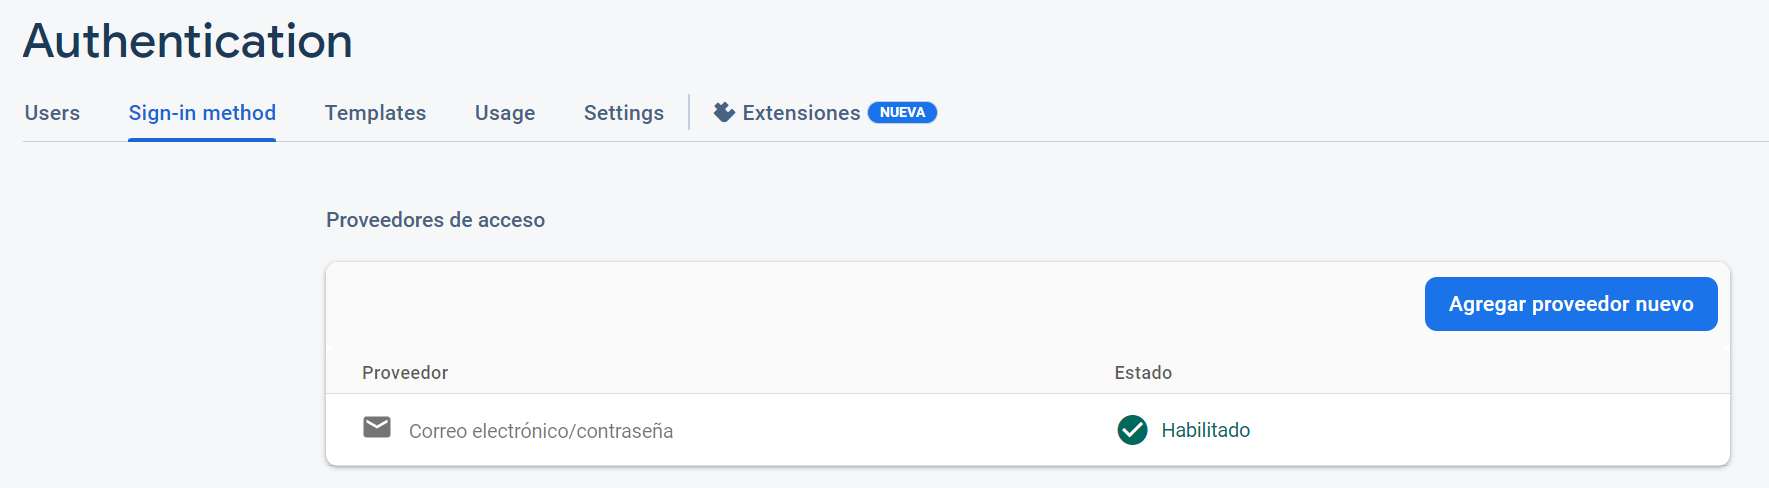 Authentication
Users Sign-in method Templates Usage Settings Extensiones NUEVA
Proveedores de acceso
Agregar proveedor nuevo
Proveedor Estado
Correo electrónico/contraseña Habilitado